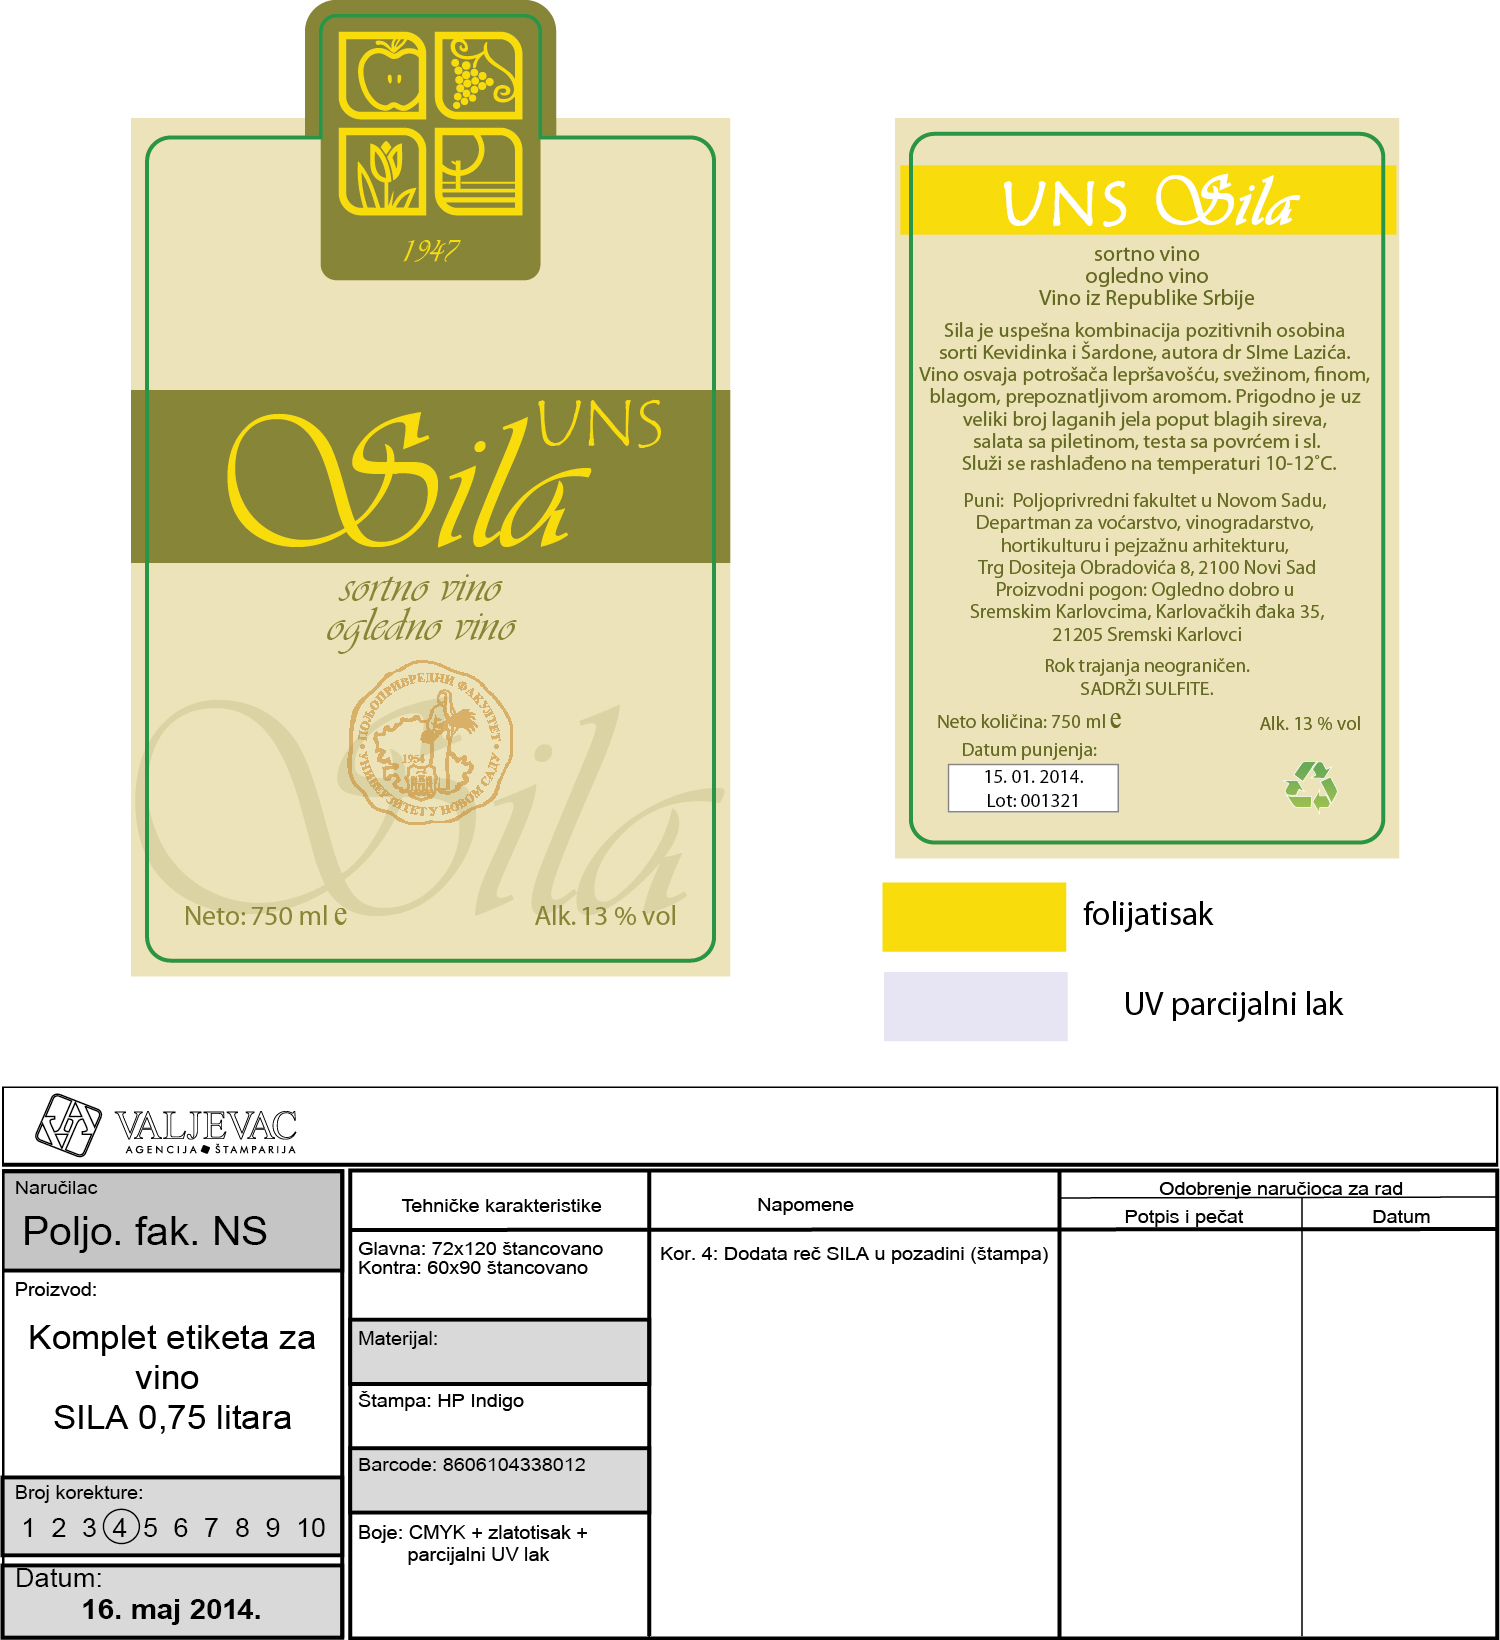 1947
UNS
Sila
sortno vino
ogledno vino
ПОЉОПРИВРЕДНИ ФАКУЛТЕТ
УНИВЕРЗИТЕТ У НОВОМ САДУ
1954
Sila
Neto: 750 ml e
Alk. 13 % vol
UNS Sila
sortno vino
ogledno vino
Vino iz Republike Srbije
Sila je uspešna kombinacija pozitivnih osobina
sorti Kevidinka i Šardone, autora dr SIme Lazića.
Vino osvaja potrošača lepršavošću, svežinom, finom,
blagom, prepoznatljivom aromom. Prigodno je uz
veliki broj laganih jela poput blagih sireva,
salata sa piletinom, testa sa povrćem i sl.
Služi se rashlađeno na temperaturi 10-12˚C.
Puni: Poljoprivredni fakultet u Novom Sadu,
Departman za voćarstvo, vinogradarstvo,
hortikulturu i pejzažnu arhitekturu,
Trg Dositeja Obradovića 8, 2100 Novi Sad
Proizvodni pogon: Ogledno dobro u
Sremskim Karlovcima, Karlovačkih đaka 35,
21205 Sremski Karlovci
Rok trajanja neograničen.
SADRŽI SULFITE.
Neto količina: 750 ml e
Alk. 13 % vol
Datum punjenja:
15. 01. 2014.
Lot: 001321
folijatisak
UV parcijalni lak
VALJEVAC
AGENCIJA ŠTAMPARIJA
Naručilac
Poljo. fak. NS
Proizvod:
Komplet etiketa za
vino
SILA 0,75 litara
Broj korekture:
1 2 3 4 5 6 7 8 9 10
Datum:
16. maj 2014.
Tehničke karakteristike
Glavna: 72x120 štancovano
Kontra: 60x90 štancovano
Materijal:
Štampa: HP Indigo
Barcode: 8606104338012
Boje: CMYK + zlatotisak +
parcijalni UV lak
Napomene
Kor. 4: Dodata reč SILA u pozadini (štampa)
Odobrenje naručioca za rad
Potpis i pečat
Datum